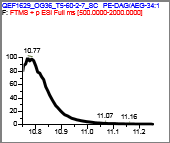 QEF1629_OG36_T5-60-2-7_SC PE-DAG/AEG-34:1
F: FTMS + p ESI Full ms [500.0000-2000.0000]
10.77
100
80
60
40
20
0
11.07 11.16
10.8 10.9 11.0 11.1 11.2